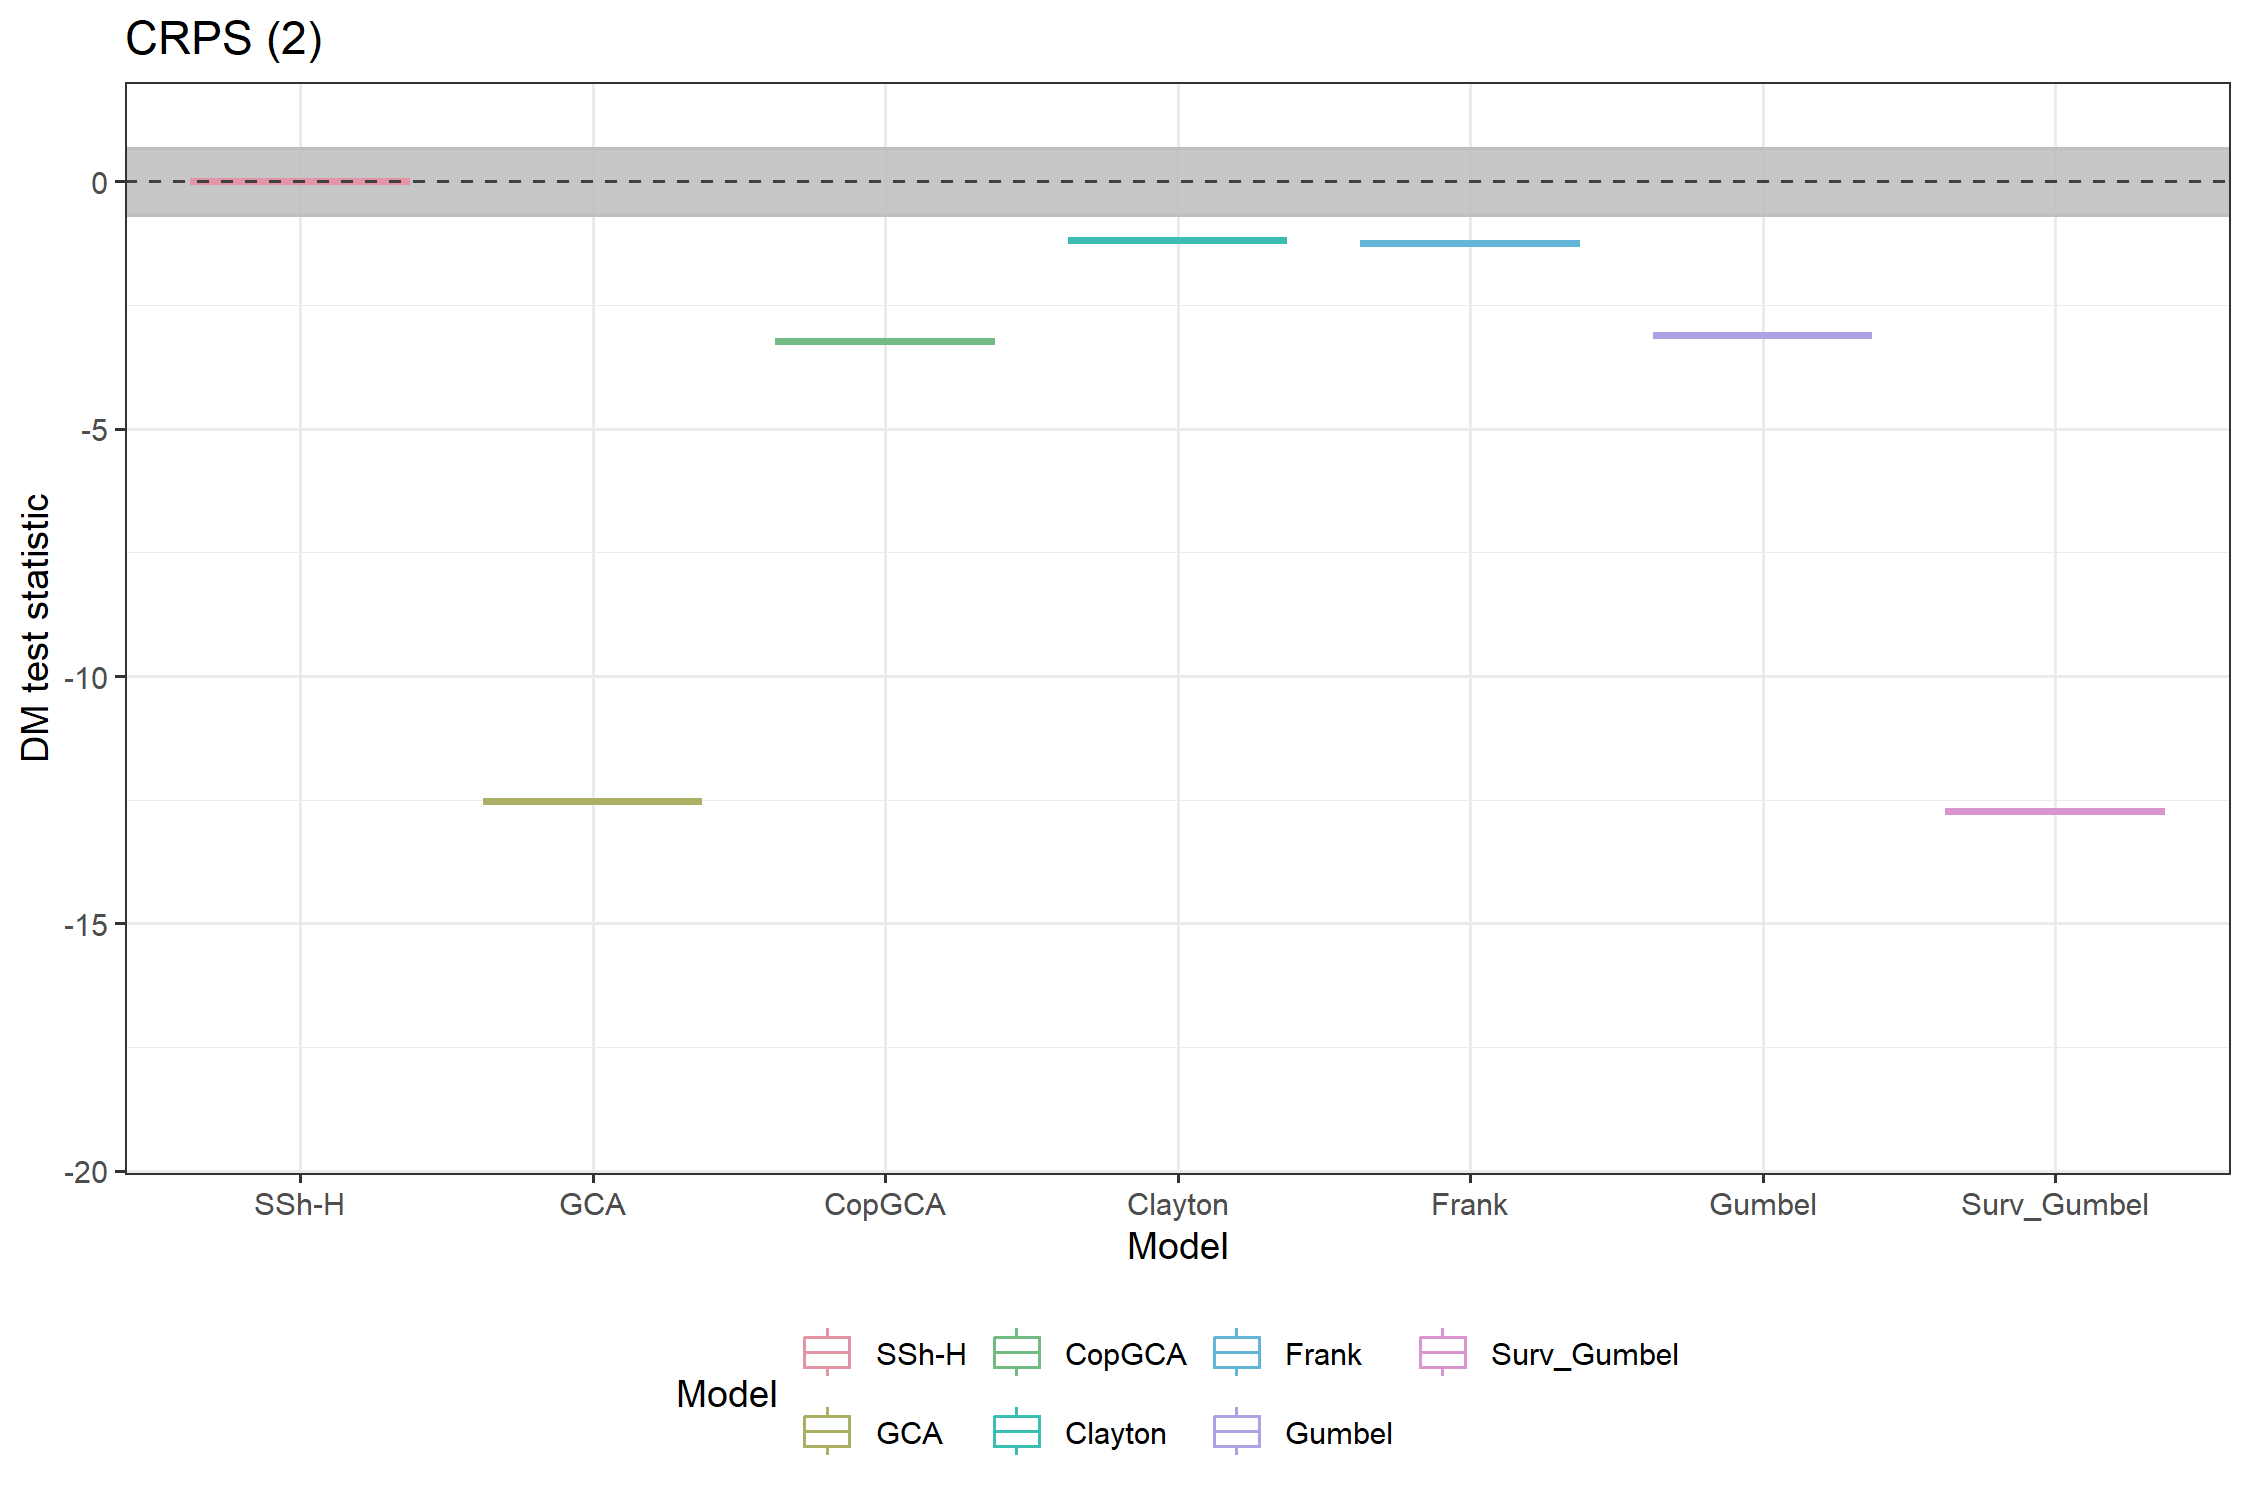 CRPS (2)
DM test statistic
0
-5
-10
-15
-20
SSh-H GCA CopGCA Clayton Frank Gumbel Surv_Gumbel
Model
Model
SSh-H CopGCA Frank Surv_Gumbel
GCA Clayton Gumbel